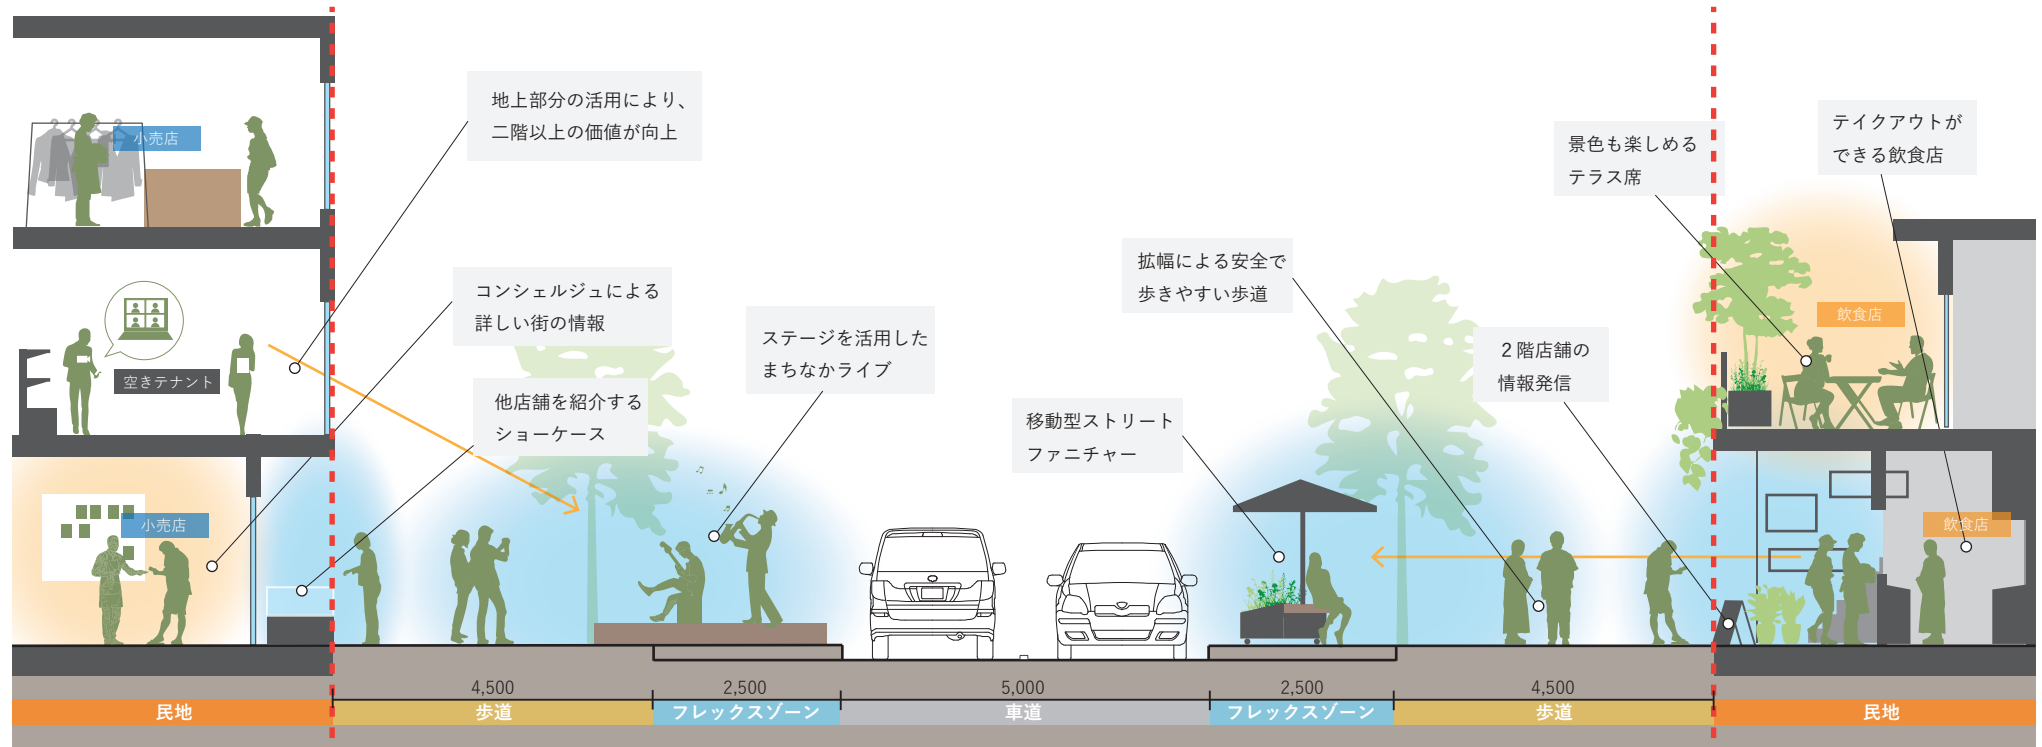 地上部分の活用により、
二階以上の価値が向上
小売店
景色も楽しめる
テラス席
テイクアウトが
できる飲食店
コンシェルジュによる
詳しい街の情報
拡幅による安全で
歩きやすい歩道
飲食店
空きテナント
ステージを活用した
まちなかライブ
２階店舗の
情報発信
他店舗を紹介する
ショーケース
移動型ストリート
ファニチャー
小売店
飲食店
4,500
2,500
5,000
2,500
4,500
民地
歩道
フレックスゾーン
車道
フレックスゾーン
歩道
民地